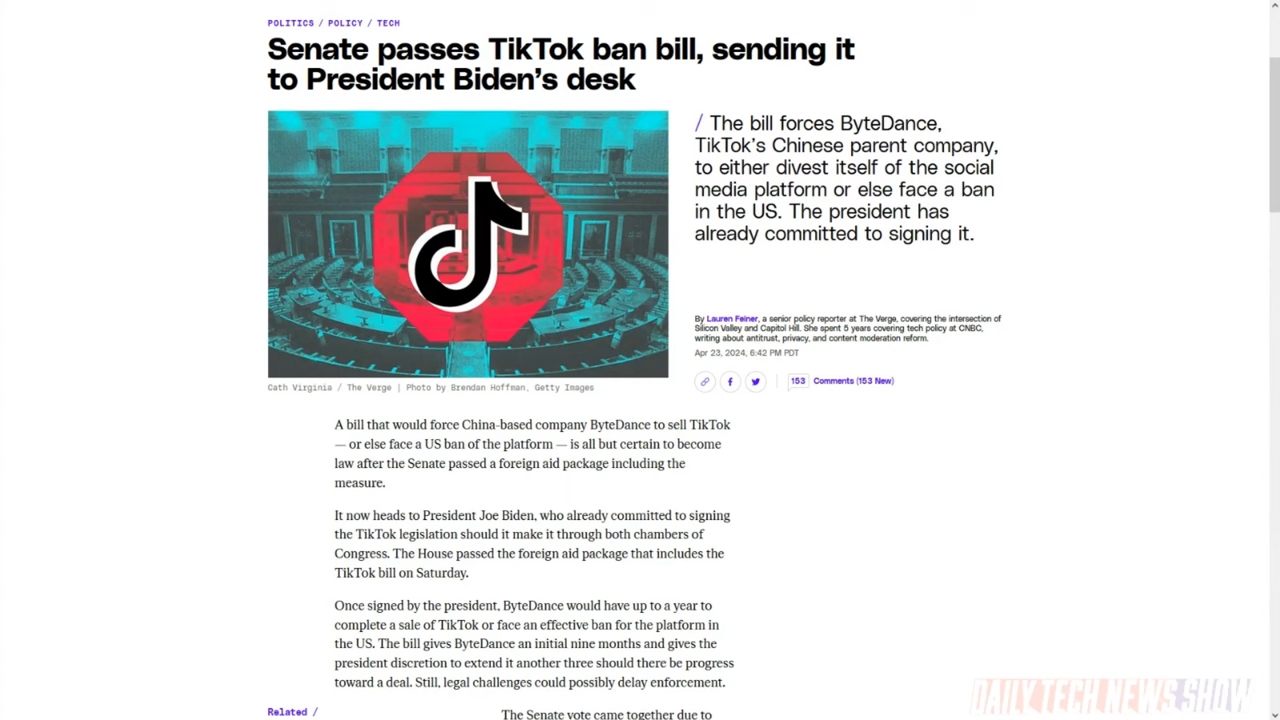 POLITICS / POLICY / TECH
Senate passes TikTok ban bill, sending it
to President Biden’s desk
/ The bill forces ByteDance,
TikTok’s Chinese parent company,
to either divest itself of the social
media platform or else face a ban
in the US. The president has
already committed to signing it.
By Lauren Feiner, a senior policy reporter at The Verge, covering the intersection of
Silicon Valley and Capitol Hill. She spent 5 years covering tech policy at CNBC,
writing about antitrust, privacy, and content moderation reform.
Apr 23, 2024, 6:42 PM PDT
153 Comments (153 New)
Cath Virginia / The Verge | Photo by Brendan Hoffman, Getty Images
A bill that would force China-based company ByteDance to sell TikTok
— or else face a US ban of the platform — is all but certain to become
law after the Senate passed a foreign aid package including the
measure.
It now heads to President Joe Biden, who already committed to signing
the TikTok legislation should it make it through both chambers of
Congress. The House passed the foreign aid package that includes the
TikTok bill on Saturday.
Once signed by the president, ByteDance would have up to a year to
complete a sale of TikTok or face an effective ban for the platform in
the US. The bill gives ByteDance an initial nine months and gives the
president discretion to extend it another three should there be progress
toward a deal. Still, legal challenges could possibly delay enforcement.
Related /
The Senate vote came together due to
DAILY TECH NEWS SHOW